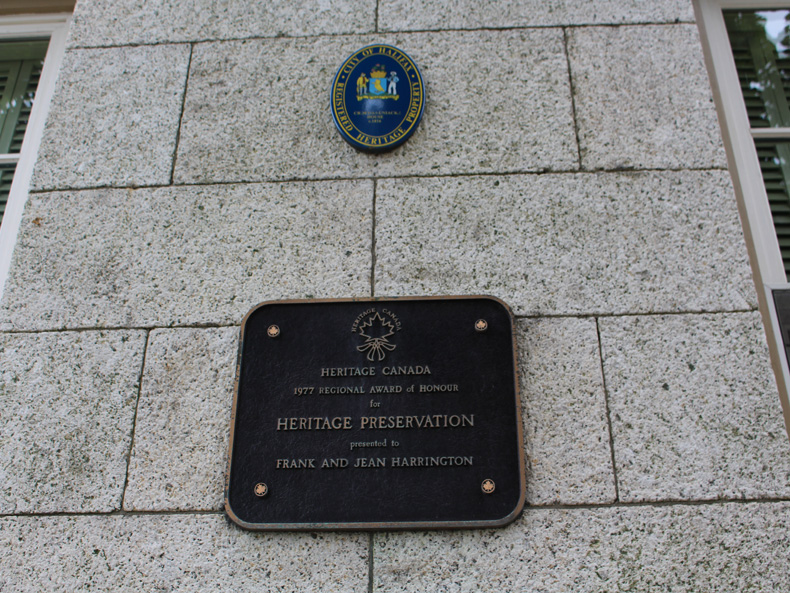 CITY OF HALIFAX
REGISTERED HERITAGE PROPERTY
HERITAGE CANADA
HERITAGE CANADA
1977 REGIONAL AWARD of HONOUR
for
HERITAGE PRESERVATION
presented to
FRANK AND JEAN HARRINGTON